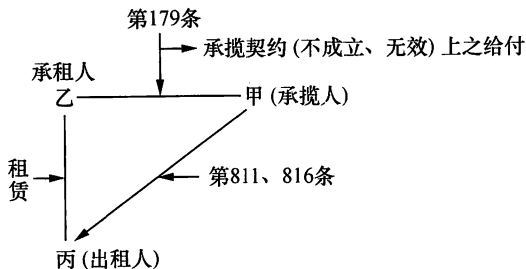 第179条
承揽契约(不成立、无效)上之给付
承租人
乙
甲(承揽人)
租赁
第811、816条
丙(出租人)